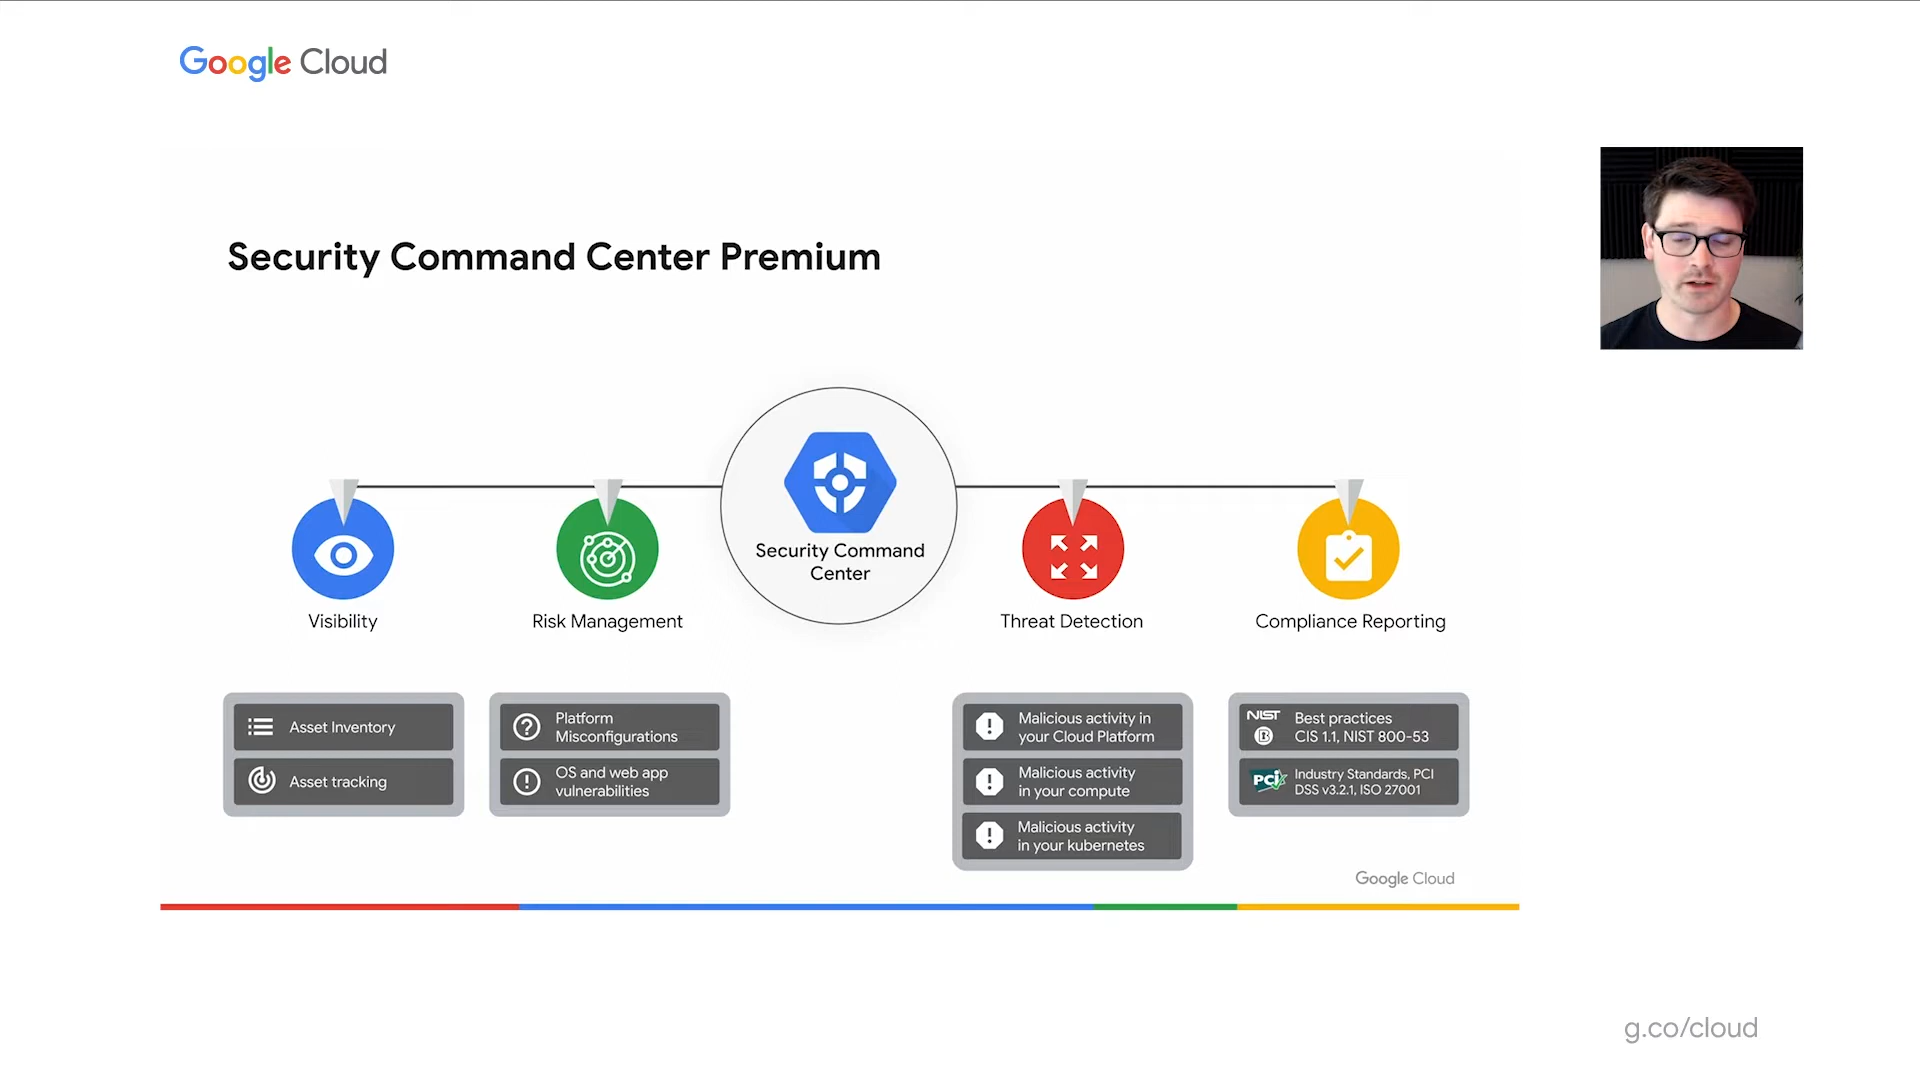 Google Cloud
Security Command Center Premium
Security Command
Center
Visibility
Risk Management
Threat Detection
Compliance Reporting
Asset Inventory
Asset tracking
Platform
Misconfigurations
OS and web app
vulnerabilities
Malicious activity in
your Cloud Platform
Malicious activity
in your compute
Malicious activity
in your kubernetes
NIST
Best practices
CIS 1.1, NIST 800-53
PCI
Industry Standards, PCI
DSS v3.2.1, ISO 27001
Google Cloud
g.co/cloud